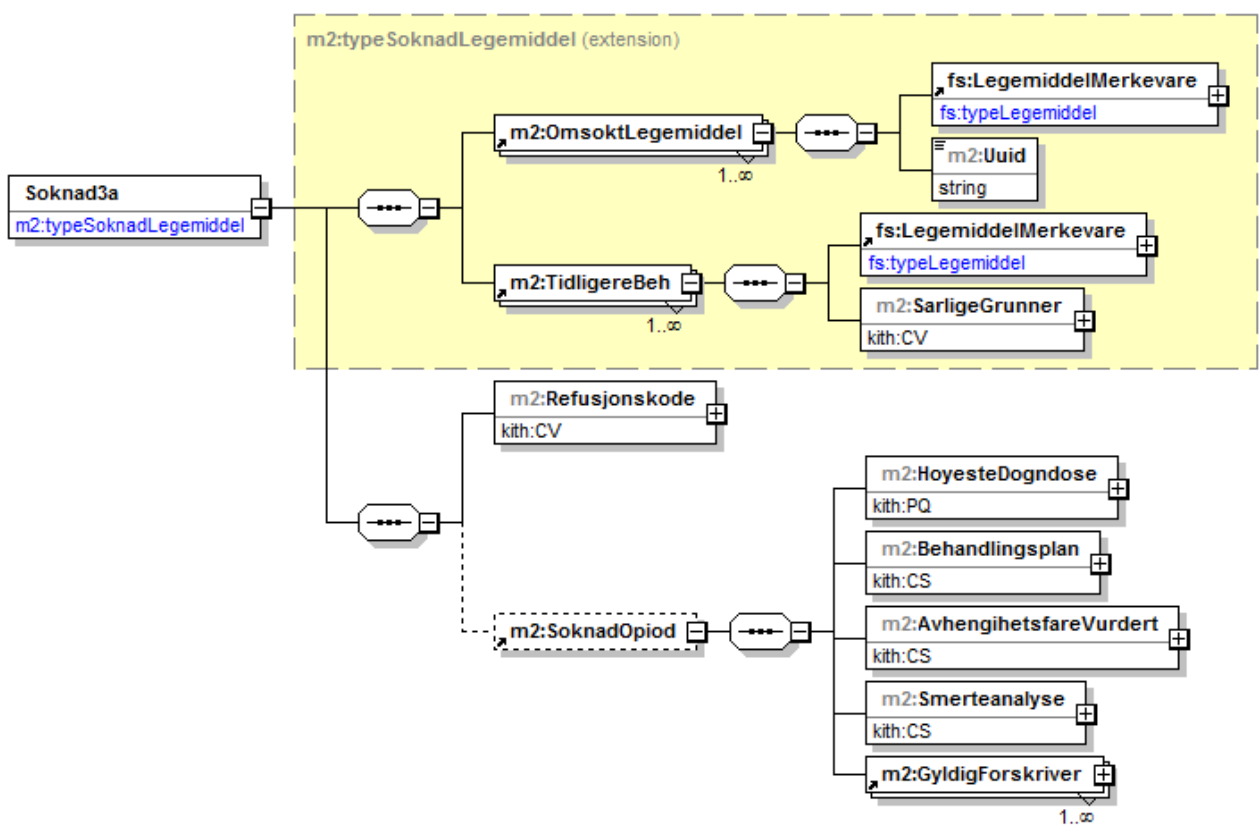 m2:typeSoknadLegemiddel (extension)
fs:LegemiddelMerkevare
fs:typeLegemiddel
m2:OmsoktLegemiddel
1..∞
m2:Uuid
string
Soknad3a
m2:typeSoknadLegemiddel
fs:LegemiddelMerkevare
fs:typeLegemiddel
m2:TidligereBeh
1..∞
m2:SarligeGrunner
kith:CV
m2:Refusjonskode
kith:CV
m2:HoyesteDogndose
kith:PQ
m2:Behandlingsplan
kith:CS
m2:SoknadOpiod
m2:AvhengihetsfareVurdert
kith:CS
m2:Smerteanalyse
kith:CS
m2:GyldigForskriver
1..∞